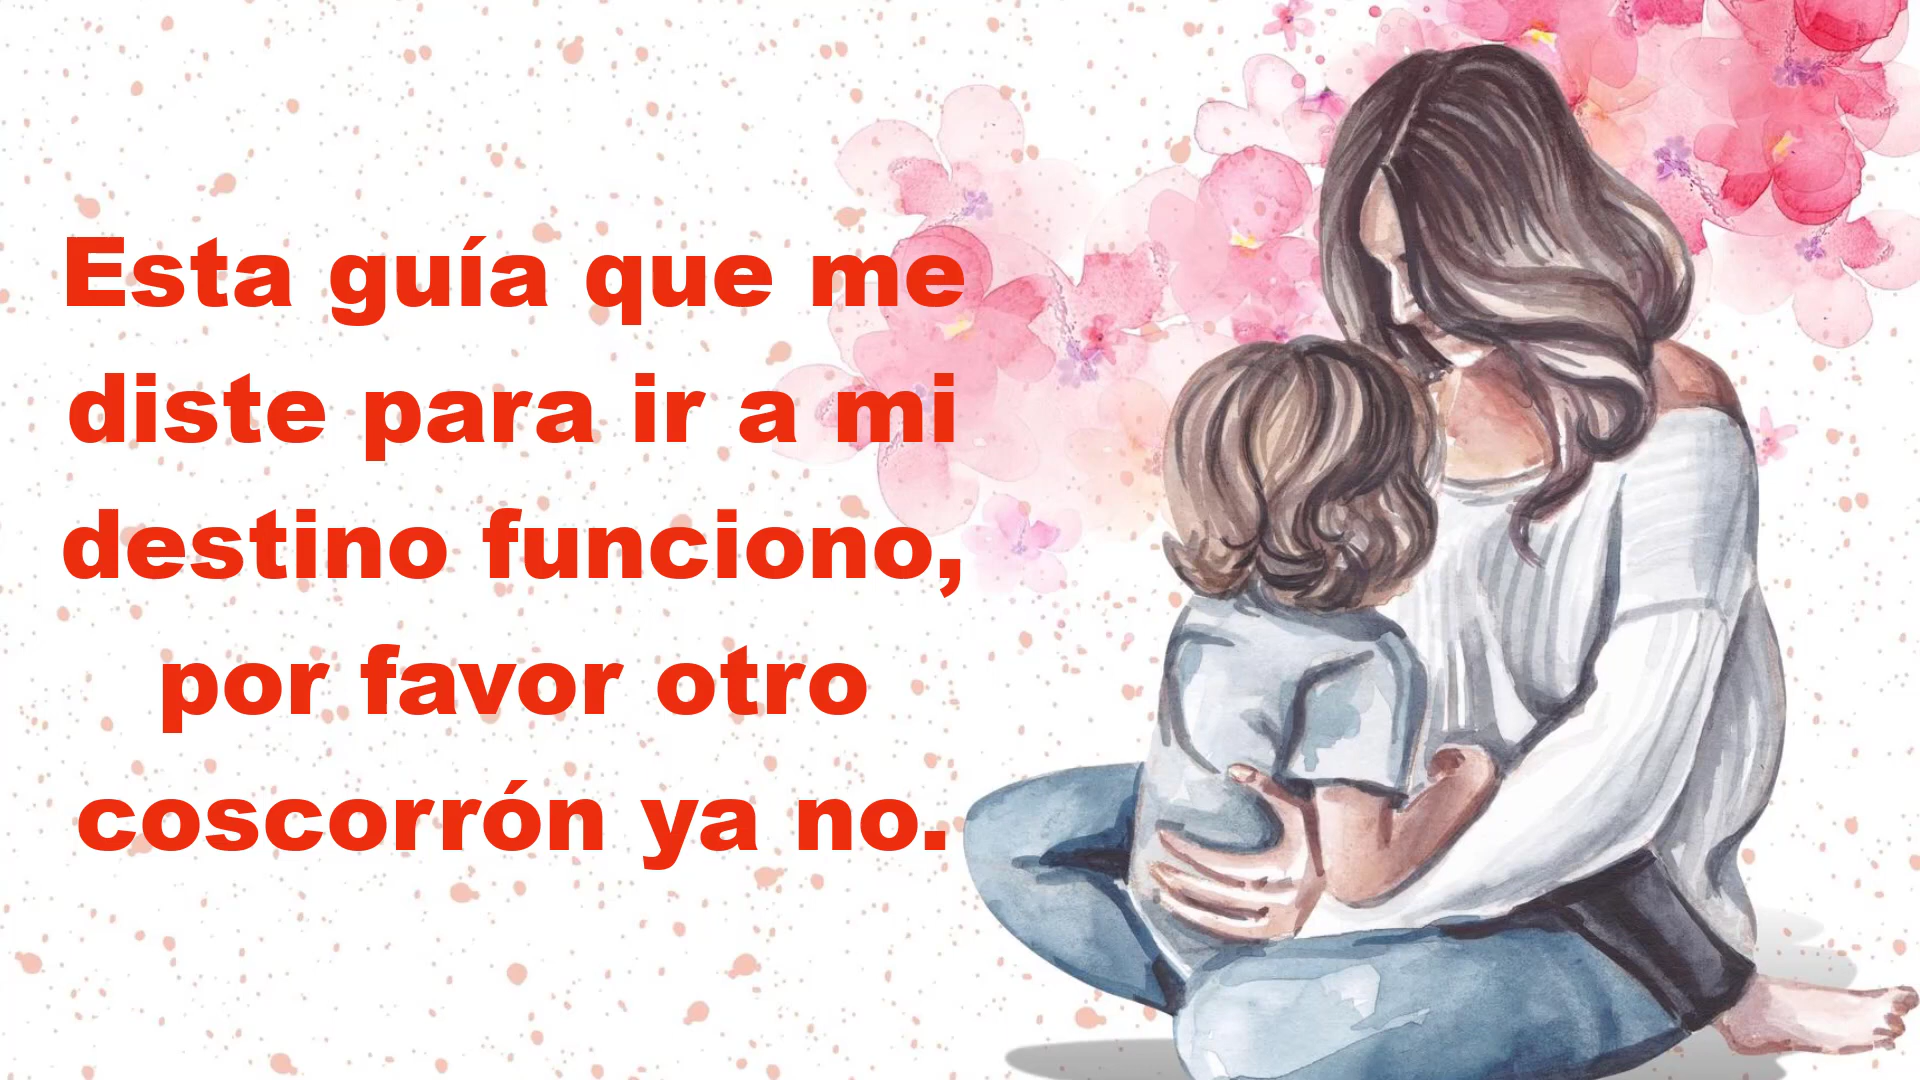 Esta guía que me
diste para ir a mi
destino funciono,
por favor otro
coscorrón ya no.